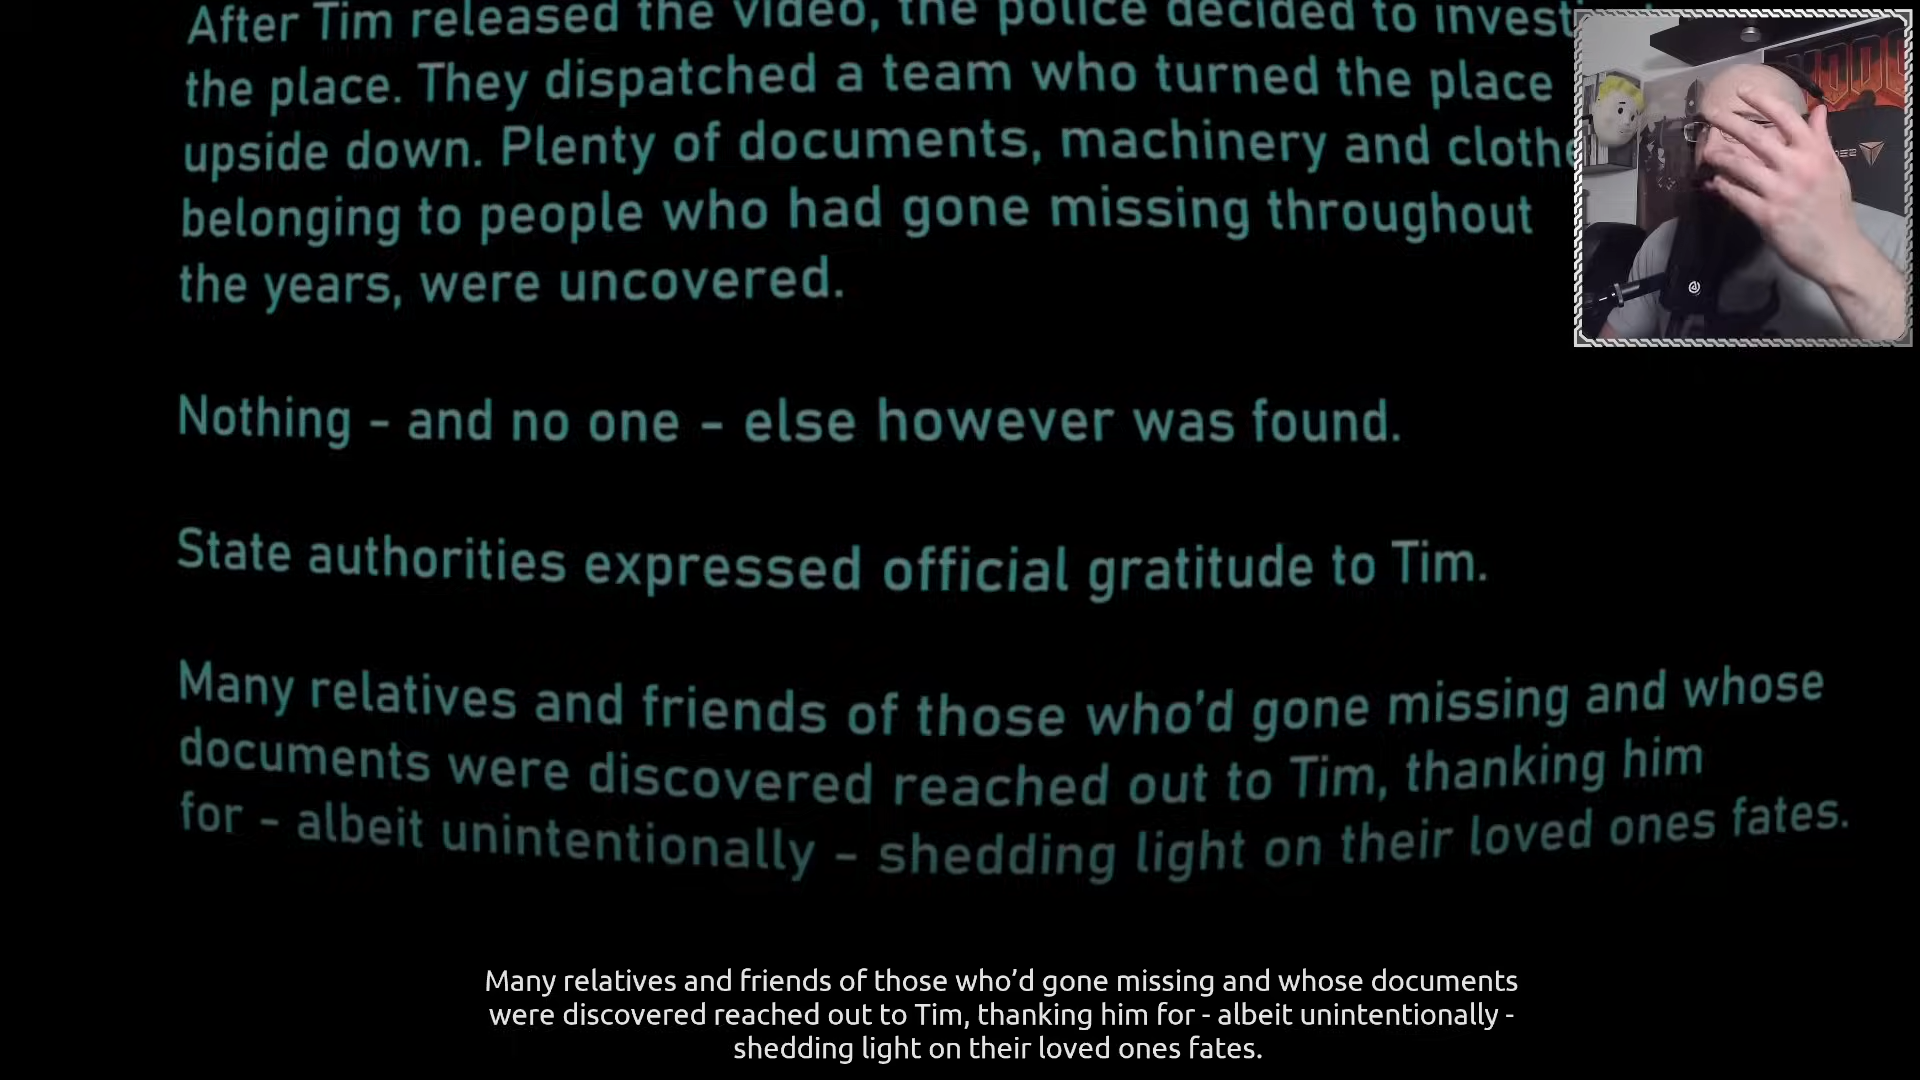 After Tim released the video, the police decided to
the place. They dispatched a team who turned the place
upside down. Plenty of documents, machinery and
belonging to people who had gone missing throughout
the years, were uncovered.
Nothing - and no one - else however was found.
State authorities expressed official gratitude to Tim.
Many relatives and friends of those who'd gone missing and whose
documents were discovered reached out to Tim, thanking him
for - albeit unintentionally - shedding light on their loved ones fates.
Many relatives and friends of those who'd gone missing and whose documents
were discovered reached out to Tim, thanking him for - albeit unintentionally -
shedding light on their loved ones fates.